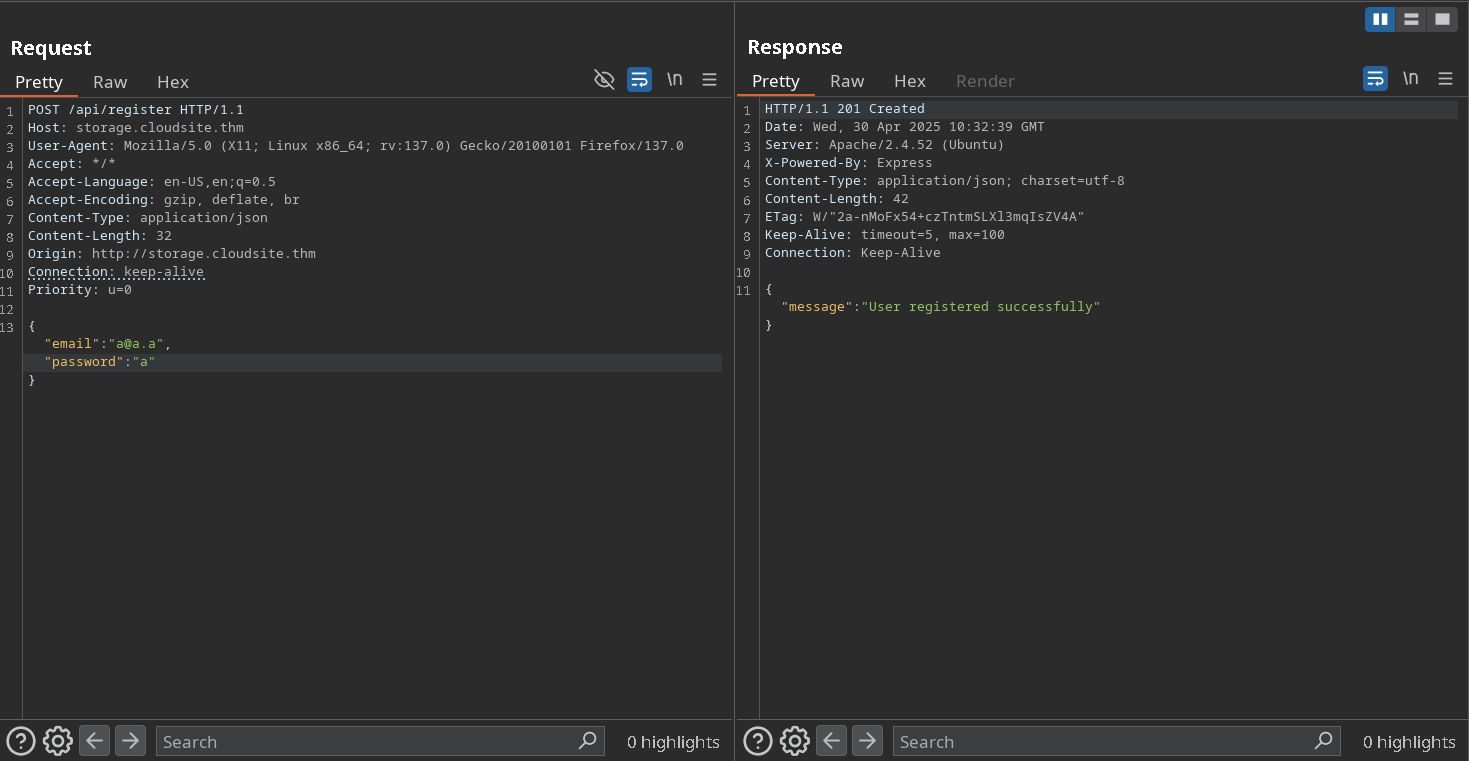 Request
Pretty Raw Hex \n
1 POST /api/register HTTP/1.1
2 Host: storage.cloudsite.thm
3 User-Agent: Mozilla/5.0 (X11; Linux x86_64; rv:137.0) Gecko/20100101 Firefox/137.0
4 Accept: */*
5 Accept-Language: en-US,en;q=0.5
6 Accept-Encoding: gzip, deflate, br
7 Content-Type: application/json
8 Content-Length: 32
9 Origin: http://storage.cloudsite.thm
10 Connection: keep-alive
11 Priority: u=0
12
13 {
"email":"a@a.a",
"password":"a"
}
? Search 0 highlights
Response
Pretty Raw Hex Render \n
1 HTTP/1.1 201 Created
2 Date: Wed, 30 Apr 2025 10:32:39 GMT
3 Server: Apache/2.4.52 (Ubuntu)
4 X-Powered-By: Express
5 Content-Type: application/json; charset=utf-8
6 Content-Length: 42
7 ETag: W/"2a-nMoFx54+czTntmSLXl3mqIsZV4A"
8 Keep-Alive: timeout=5, max=100
9 Connection: Keep-Alive
10
11 {
"message":"User registered successfully"
}
? Search 0 highlights